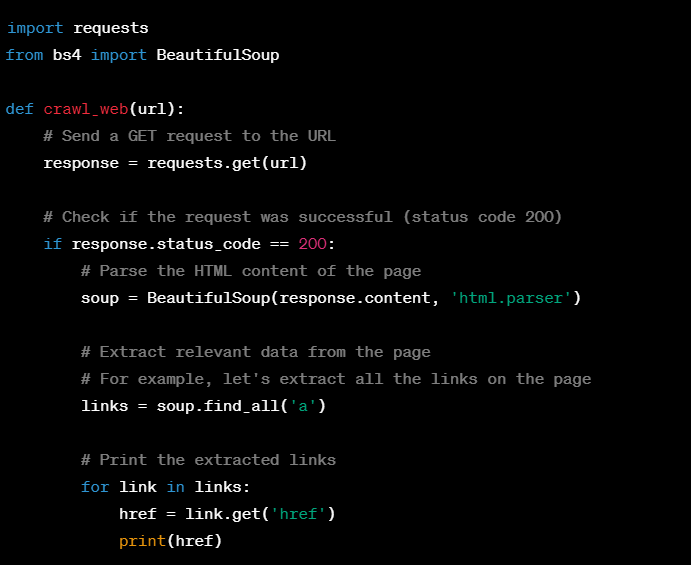 import requests
from bs4 import BeautifulSoup

def crawl_web(url):
    # Send a GET request to the URL
    response = requests.get(url)

    # Check if the request was successful (status code 200)
    if response.status_code == 200:
        # Parse the HTML content of the page
        soup = BeautifulSoup(response.content, 'html.parser')

        # Extract relevant data from the page
        # For example, let's extract all the links on the page
        links = soup.find_all('a')

        # Print the extracted links
        for link in links:
            href = link.get('href')
            print(href)